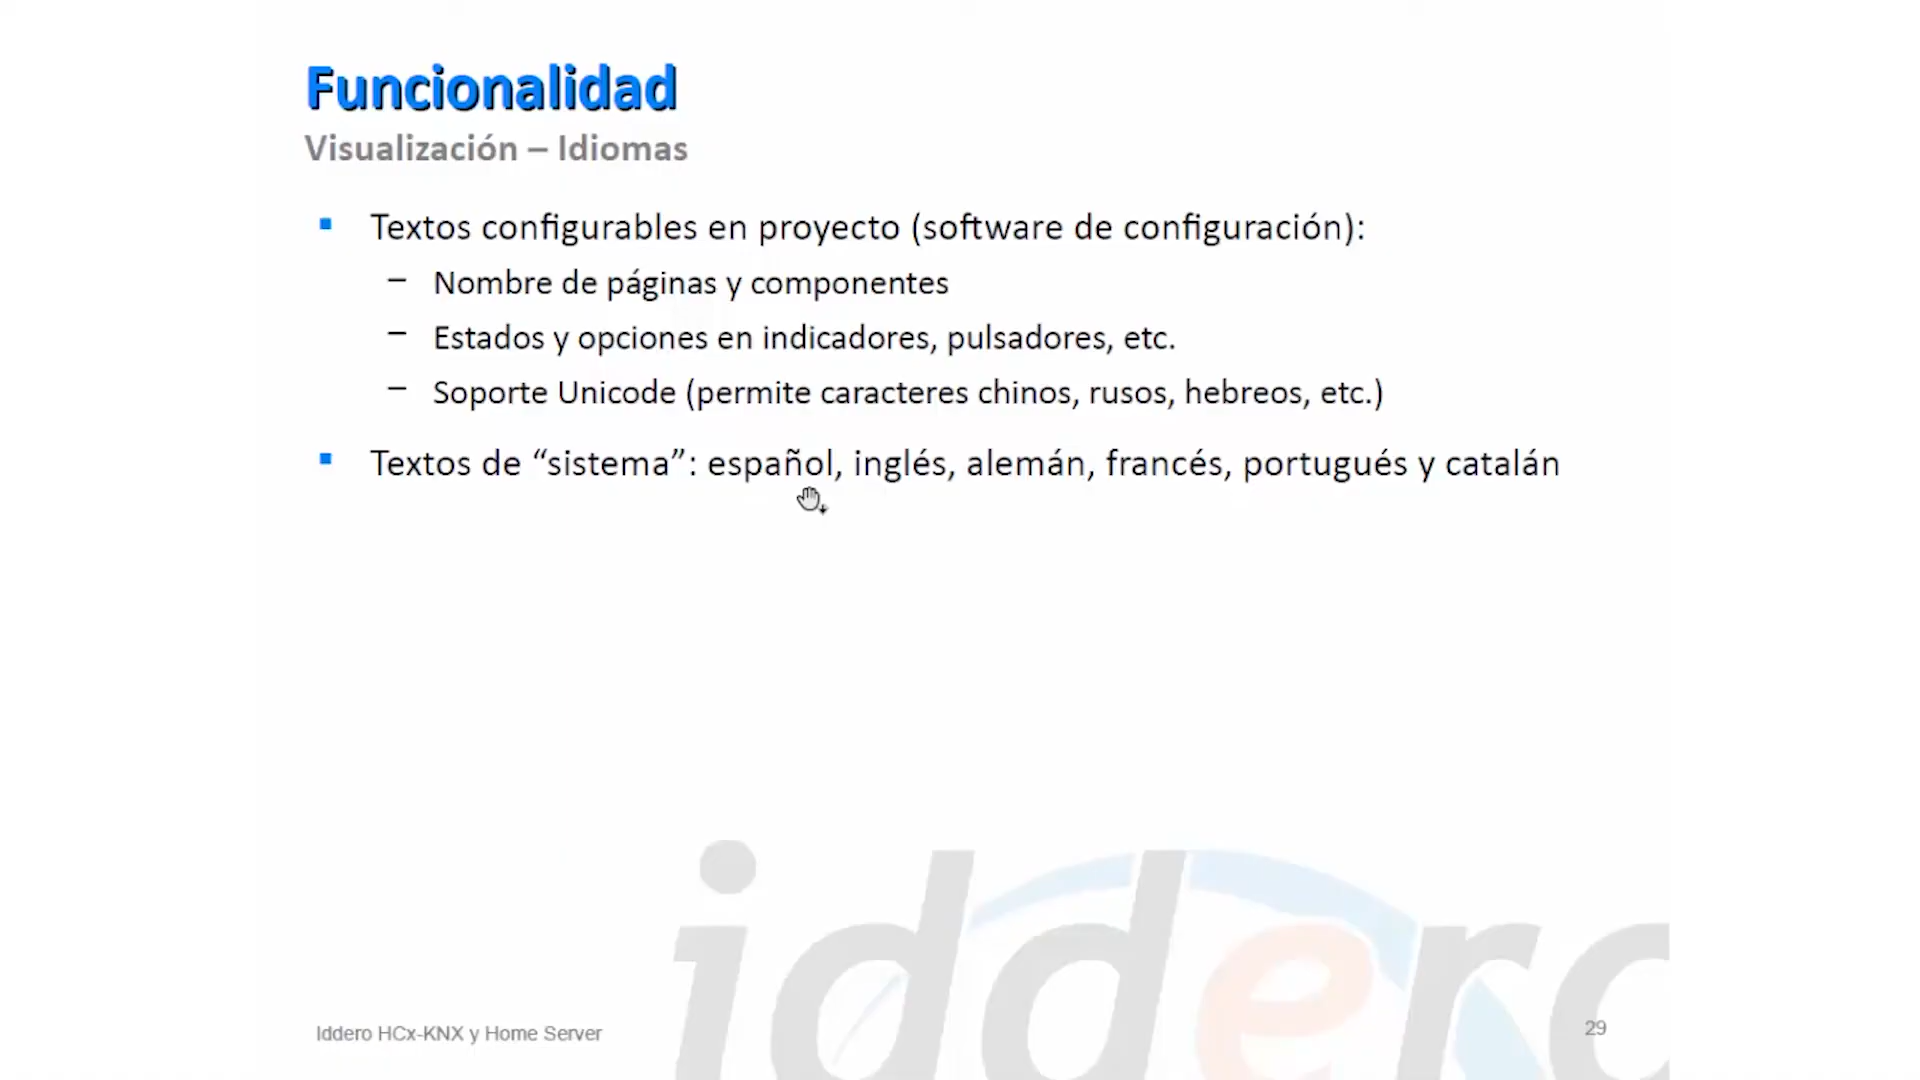 Funcionalidad
Visualización – Idiomas
▪ Textos configurables en proyecto (software de configuración):
– Nombre de páginas y componentes
– Estados y opciones en indicadores, pulsadores, etc.
– Soporte Unicode (permite caracteres chinos, rusos, hebreos, etc.)
▪ Textos de “sistema”: español, inglés, alemán, francés, portugués y catalán
iddero
Iddero HCx-KNX y Home Server
29